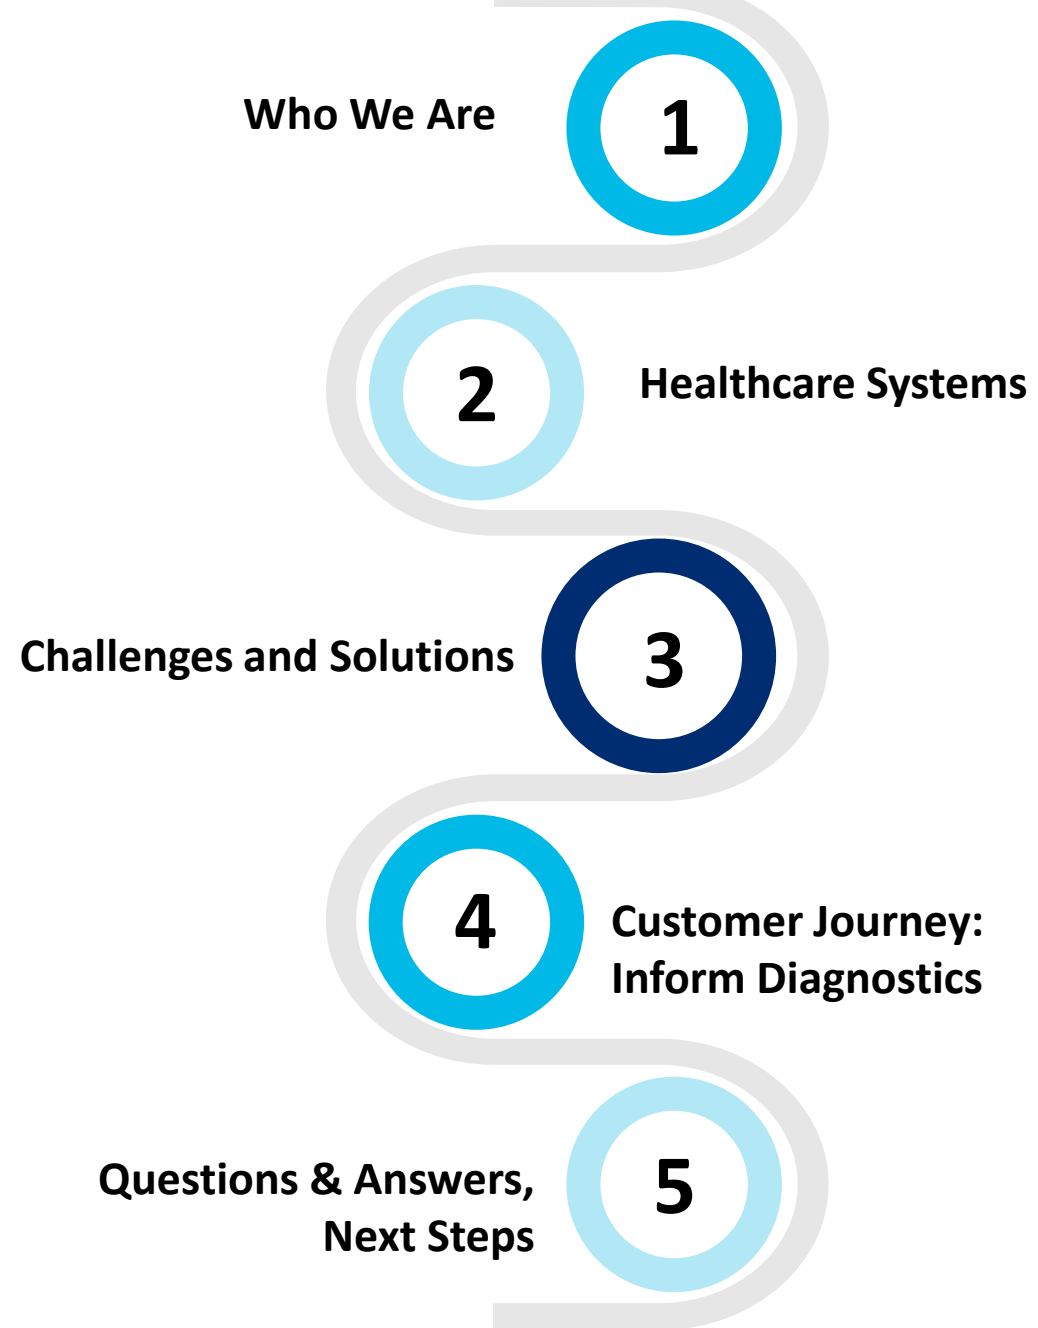 Who We Are
1
2
Healthcare Systems
Challenges and Solutions
3
4
Customer Journey:
Inform Diagnostics
Questions & Answers,
Next Steps
5